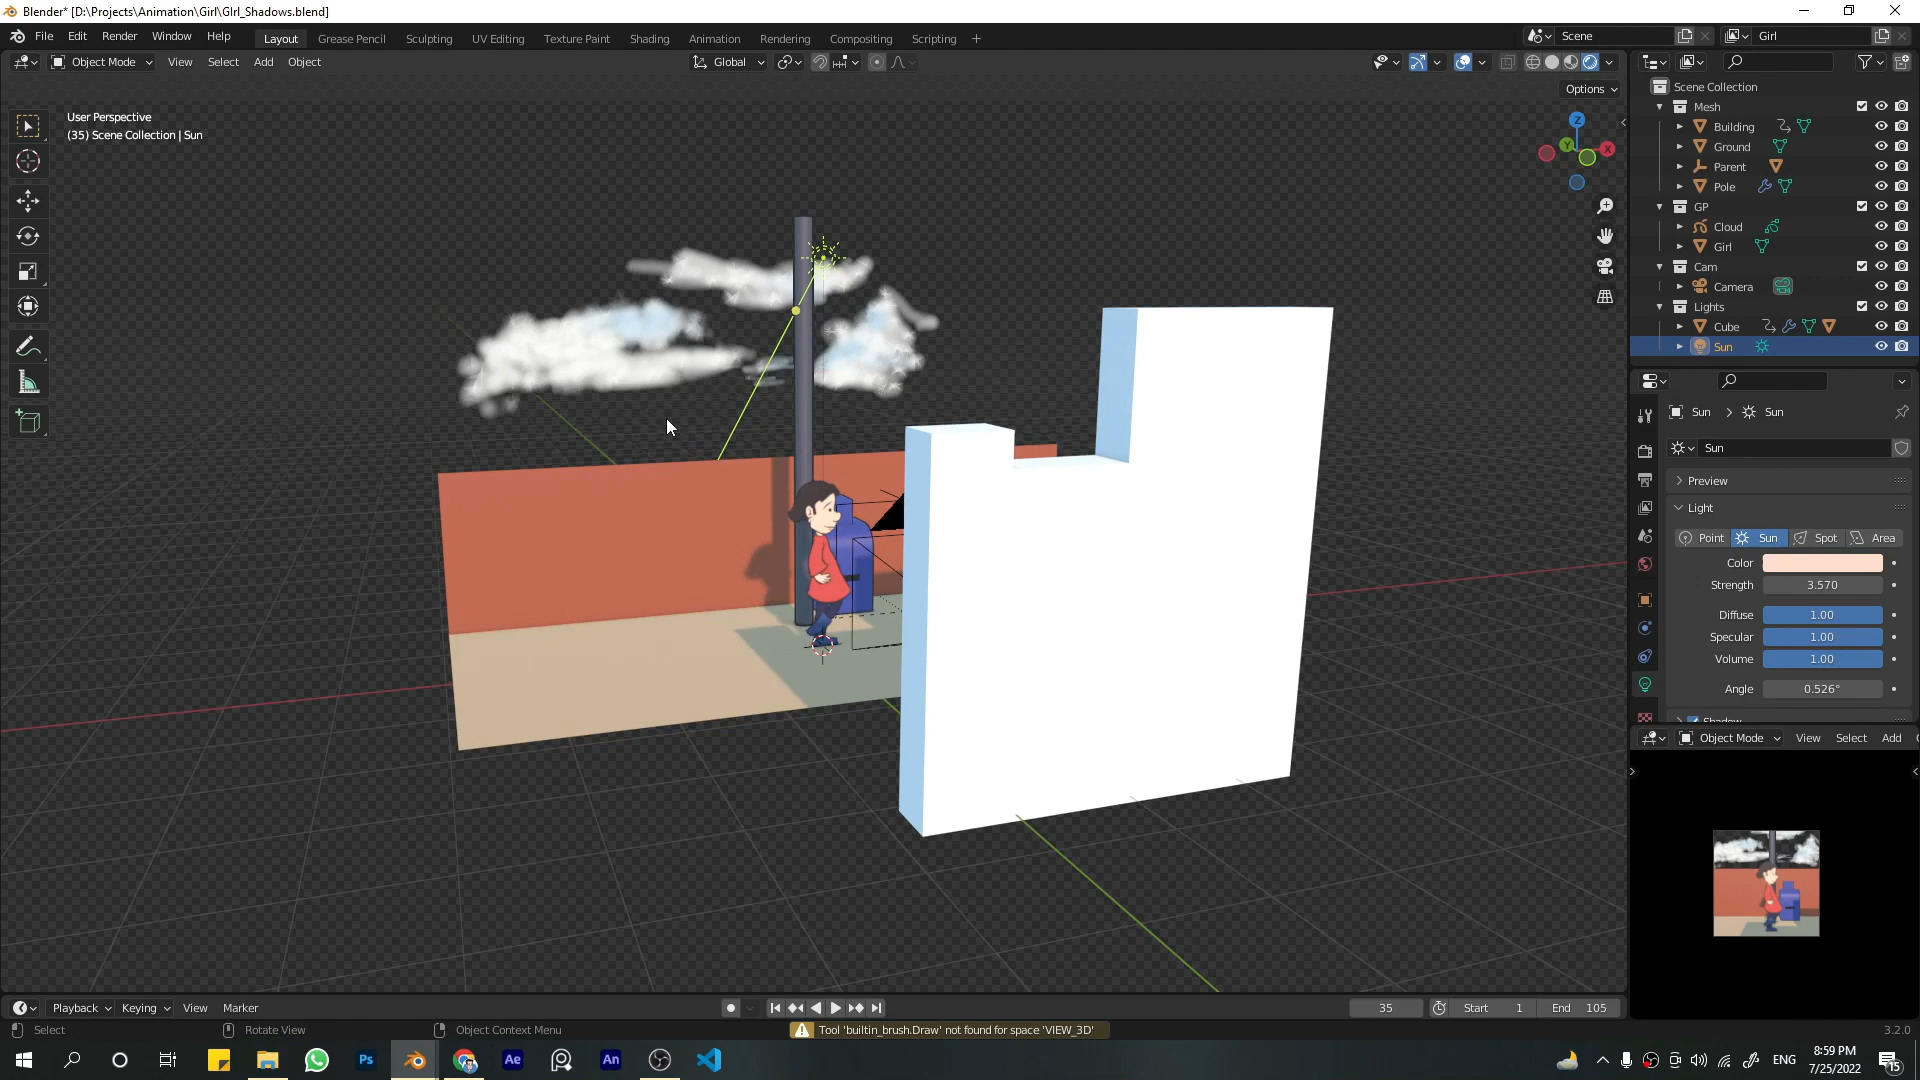 Blender* [D:\Projects\Animation\Girl\GIrl_Shadows.blend]
File Edit Render Window Help
Layout Grease Pencil Sculpting UV Editing Texture Paint Shading Animation Rendering Compositing Scripting +
Scene
Girl
Object Mode View Select Add Object
Global
Options
User Perspective
(35) Scene Collection | Sun
Z
Y
X
Scene Collection
Mesh
Building
Ground
Parent
Pole
GP
Cloud
Girl
Cam
Camera
Lights
Cube
Sun
Sun > Sun
Sun
Preview
Light
Point Sun Spot Area
Color
Strength 3.570
Diffuse 1.00
Specular 1.00
Volume 1.00
Angle 0.526°
Shadow
Object Mode View Select Add
Playback Keying View Marker
35 Start 1 End 105
Select Rotate View Object Context Menu
Tool 'builtin_brush.Draw' not found for space 'VIEW_3D'
3.2.0
Ps
Ae
An
ENG
8:59 PM
7/25/2022
15